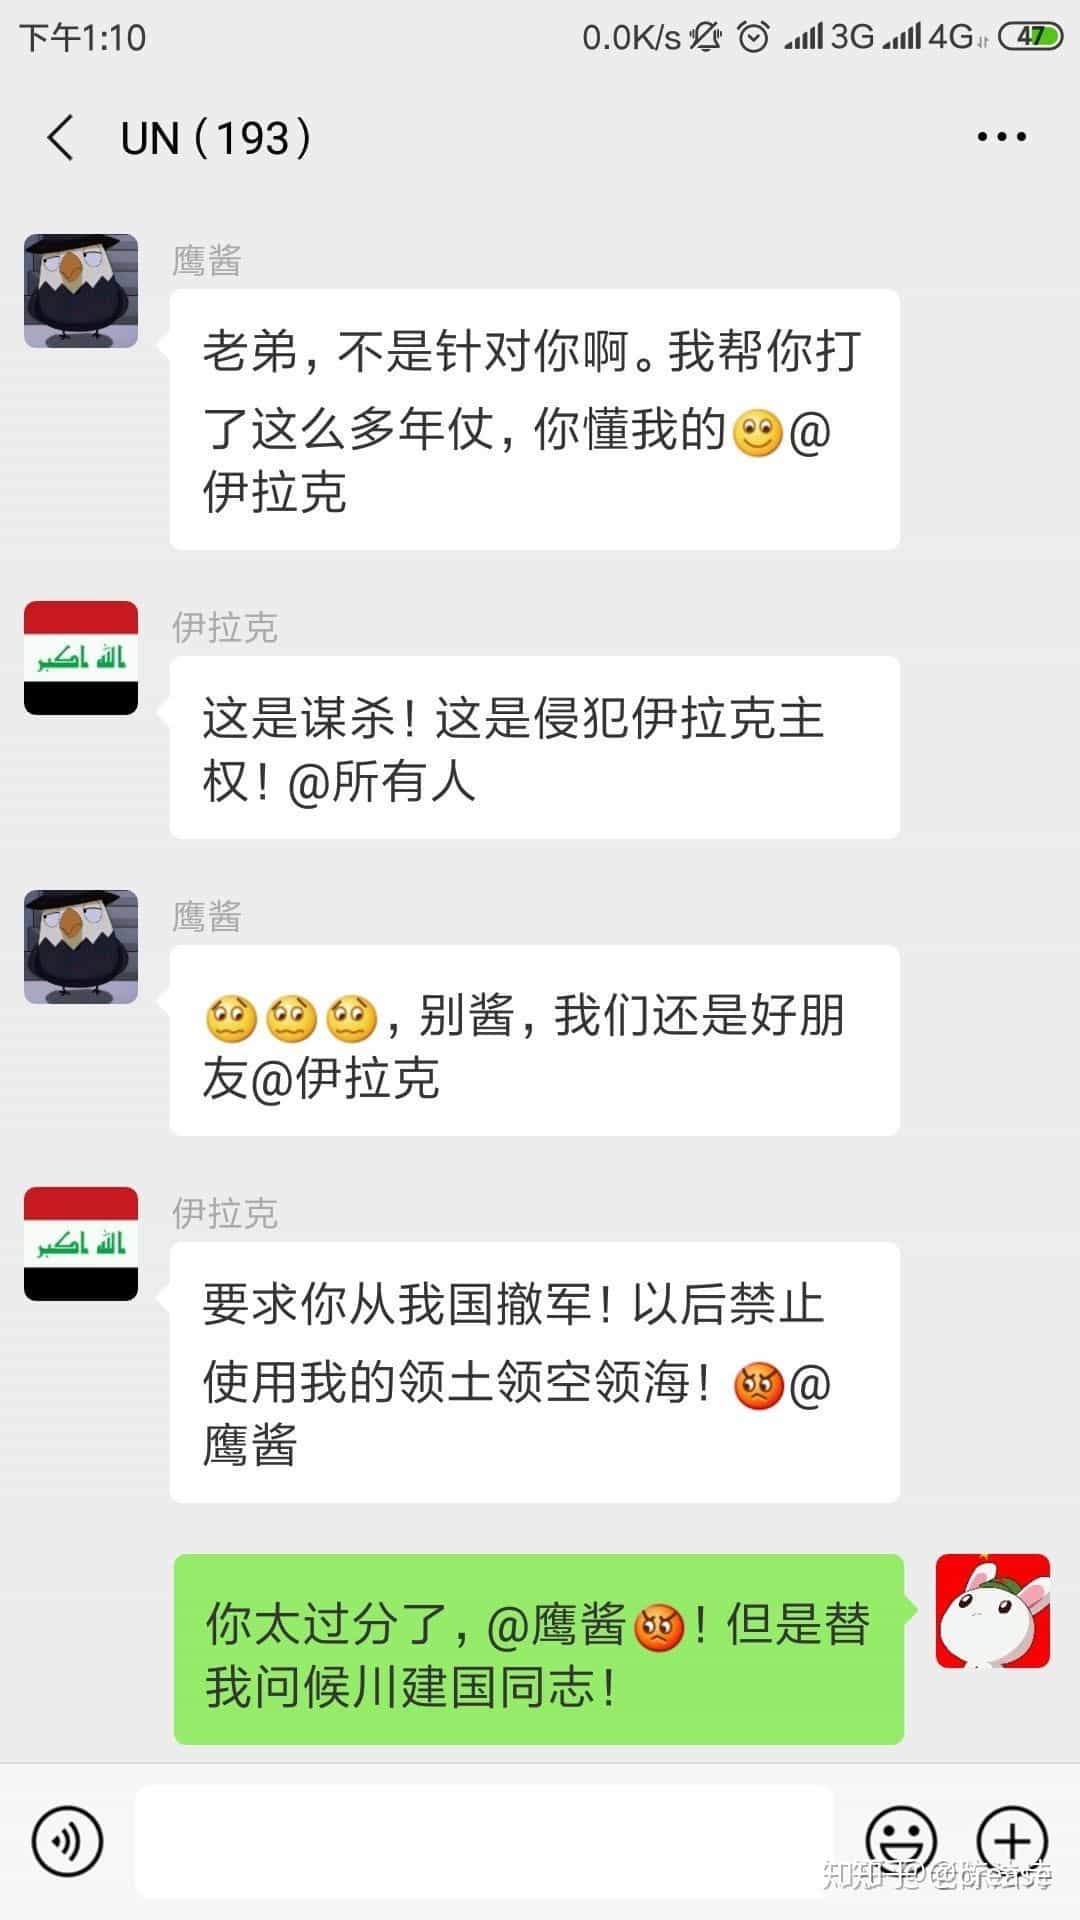 下午1:10
0.0K/s 3G 4G 47
UN(193)
鹰酱
老弟,不是针对你啊。我帮你打
了这么多年仗,你懂我的🙂@
伊拉克
伊拉克
الله اكبر
这是谋杀!这是侵犯伊拉克主
权!@所有人
鹰酱
😟😟😟,别酱,我们还是好朋
友@伊拉克
伊拉克
الله اكبر
要求你从我国撤军!以后禁止
使用我的领土领空领海!😡@
鹰酱
你太过分了,@鹰酱😡!但是替
我问候川建国同志!
知乎